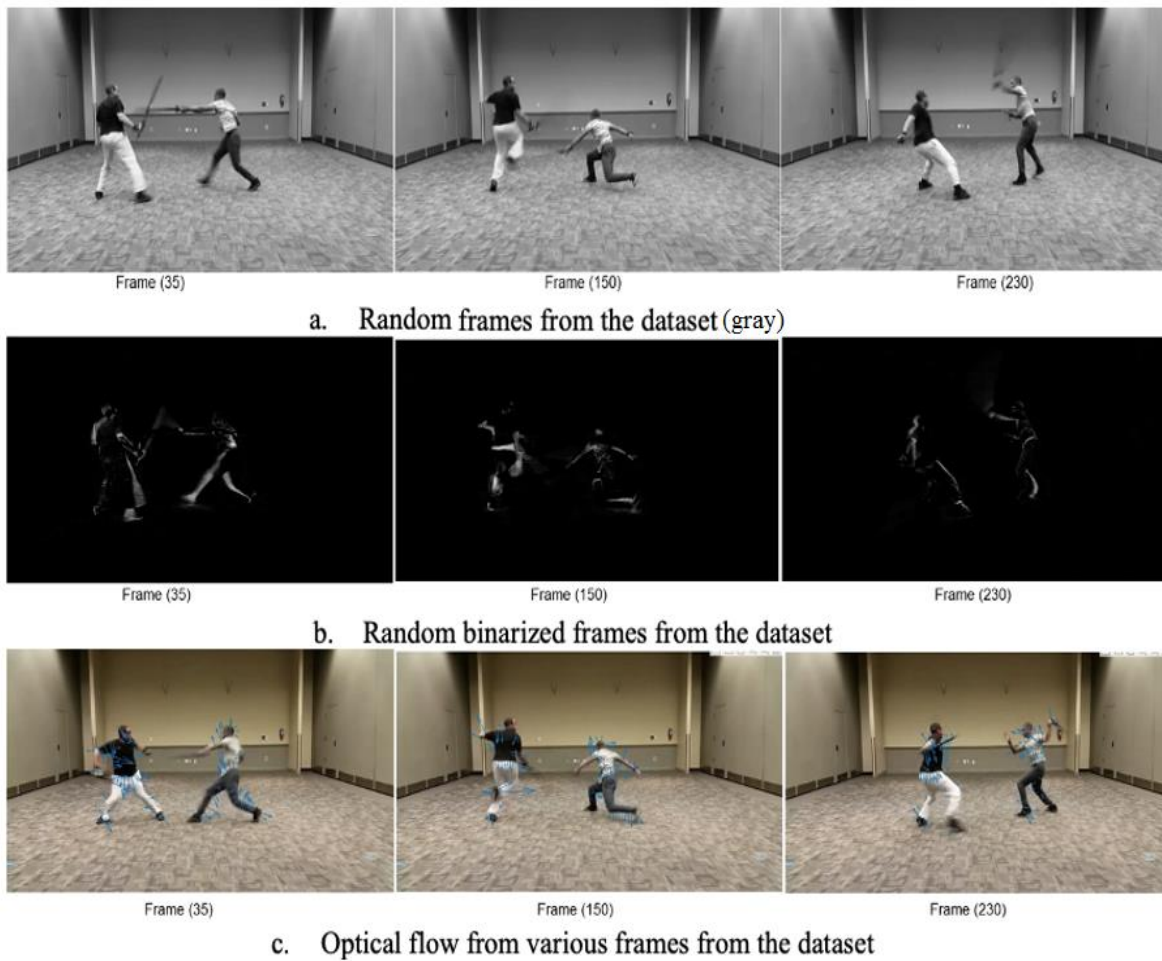 Frame (35) Frame (150) Frame (230)
a. Random frames from the dataset (gray)
Frame (35) Frame (150) Frame (230)
b. Random binarized frames from the dataset
Frame (35) Frame (150) Frame (230)
c. Optical flow from various frames from the dataset